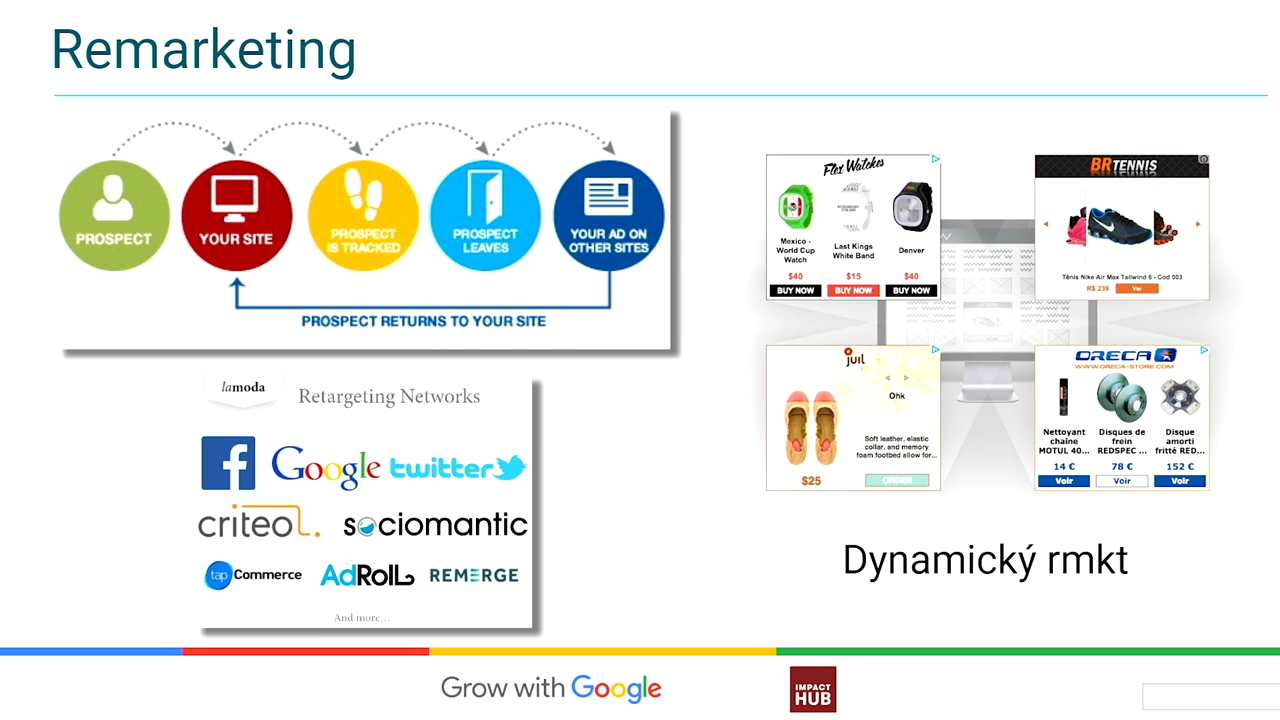 Remarketing
PROSPECT
YOUR SITE
PROSPECT
IS TRACKED
PROSPECT
LEAVES
YOUR AD ON
OTHER SITES
PROSPECT RETURNS TO YOUR SITE
lamoda
Retargeting Networks
Google
twitter
criteo
sociomantic
tap Commerce
AdRoll
REMERGE
And more...
Flex Watches
Mexico -
World Cup
Watch
$40
BUY NOW
Last Kings
White Band
$15
BUY NOW
Denver
$40
BUY NOW
BRTENNIS
Tênis Nike Air Max Tailwind 6 - Cod 003
R$ 239
Ver
juil
Ohk
Soft leather, elastic
collar, and memory
foam footbed allow for...
$25
ORDER
ORECA
WWW.ORECA-STORE.COM
Nettoyant
chaîne
MOTUL 40...
14 €
Voir
Disques de
frein
REDSPEC ...
78 €
Voir
Disque
amorti
fritté RED...
152 €
Voir
Dynamický rmkt
Grow with Google
IMPACT
HUB